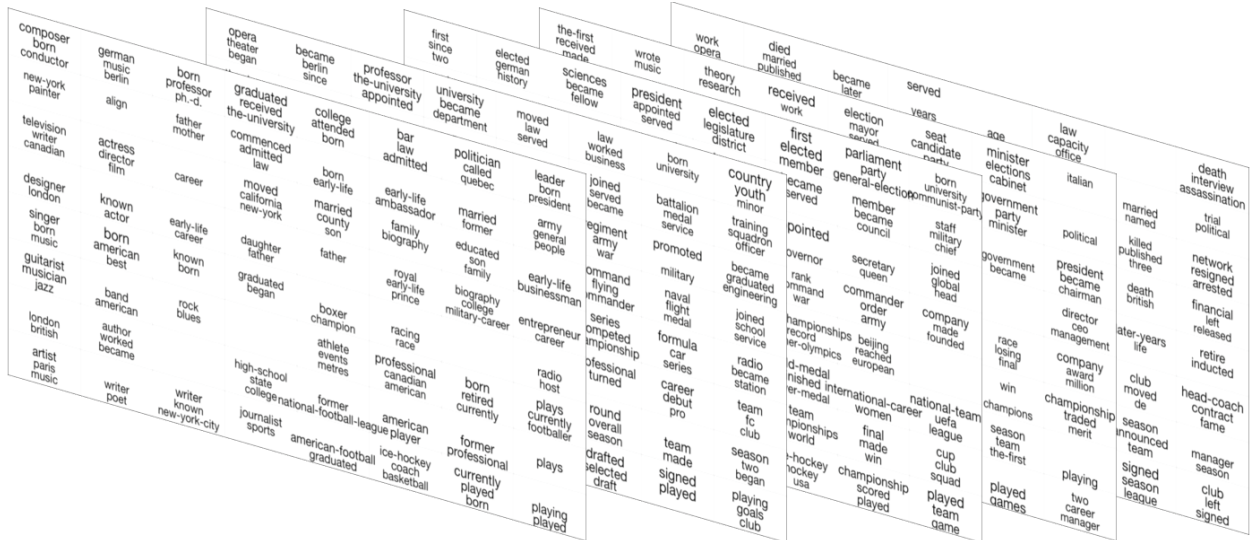 composer
born
conductor
new-york
painter
television
writer
canadian
designer
london
singer
born
music
guitarist
musician
jazz
london
british
artist
paris
music
german
music
berlin
align
actress
director
film
known
actor
born
american
best
band
american
author
worked
became
writer
poet
born
professor
ph.-d.
father
mother
career
early-life
career
known
born
rock
blues
writer
known
new-york-city
graduated
received
the-university
commenced
admitted
law
moved
california
new-york
daughter
father
graduated
began
high-school
state
college
journalist
sports
college
attended
born
born
early-life
married
county
son
father
boxer
champion
athlete
events
metres
former
national-football-league
american-football
graduated
bar
law
admitted
early-life
ambassador
family
biography
royal
early-life
prince
racing
race
professional
canadian
american
american
player
ice-hockey
coach
basketball
politician
called
quebec
married
former
educated
son
family
biography
college
military-career
born
retired
currently
former
professional
currently
played
born
leader
born
president
army
general
people
early-life
businessman
entrepreneur
career
radio
host
plays
currently
footballer
plays
playing
played
opera
theater
began
became
berlin
since
professor
the-university
appointed
university
became
department
moved
law
served
law
worked
business
joined
served
became
army
war
flying
series
turned
round
overall
season
drafted
selected
draft
born
university
battalion
medal
service
promoted
military
naval
flight
medal
formula
car
series
career
debut
pro
team
made
signed
played
country
youth
minor
training
squadron
officer
became
graduated
engineering
joined
school
service
radio
became
station
team
fc
club
season
two
began
playing
goals
club
first
since
two
elected
german
history
sciences
became
fellow
president
appointed
served
elected
legislature
district
first
elected
member
rank
war
record
team
world
hockey
usa
parliament
party
general-election
member
became
council
secretary
queen
commander
order
army
beijing
reached
european
international-career
women
final
made
win
championship
scored
played
born
university
communist-party
staff
military
chief
joined
global
head
company
made
founded
national-team
uefa
league
cup
club
squad
played
team
game
the-first
received
made
wrote
music
theory
research
received
work
election
mayor
served
seat
candidate
party
minister
elections
cabinet
government
party
minister
government
became
race
losing
final
win
champions
season
team
the-first
played
games
italian
political
president
became
chairman
director
ceo
management
company
award
million
championship
traded
merit
playing
two
career
manager
work
opera
died
married
published
became
later
served
years
age
law
capacity
office
married
named
killed
published
three
death
british
life
club
moved
de
season
announced
team
signed
season
league
death
interview
assassination
trial
political
network
resigned
arrested
financial
left
released
retire
inducted
head-coach
contract
fame
manager
season
club
left
signed